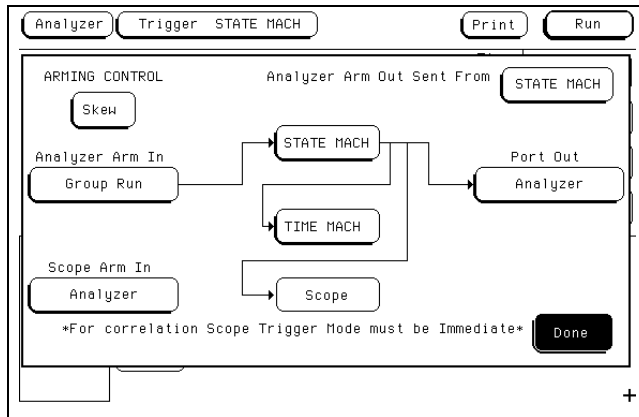 Analyzer Trigger STATE MACH Print Run
ARMING CONTROL Analyzer Arm Out Sent From STATE MACH
Skew
STATE MACH
Analyzer Arm In Port Out
Group Run Analyzer
TIME MACH
Scope Arm In
Analyzer Scope
*For correlation Scope Trigger Mode must be Immediate* Done
+